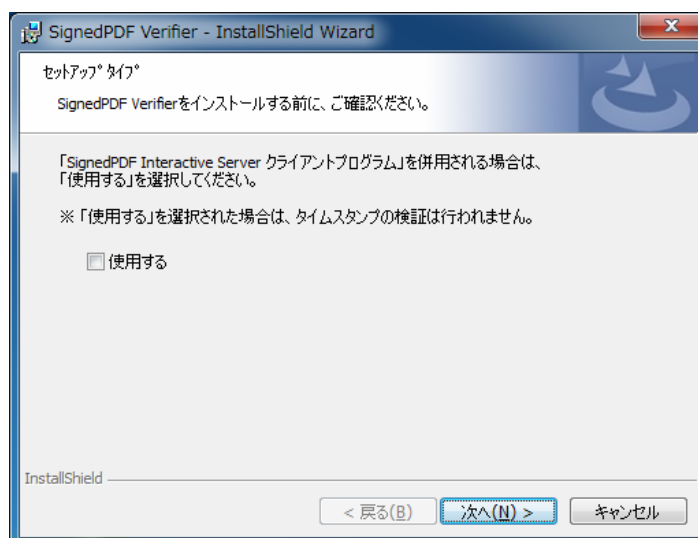 SignedPDF Verifier - InstallShield Wizard
ｾｯﾄｱｯﾌﾟ ﾀｲﾌﾟ
SignedPDF Verifierをインストールする前に、ご確認ください。
「SignedPDF Interactive Server クライアントプログラム」を併用される場合は、
「使用する」を選択してください。
※「使用する」を選択された場合は、タイムスタンプの検証は行われません。
使用する
InstallShield
< 戻る(B)
次へ(N) >
キャンセル